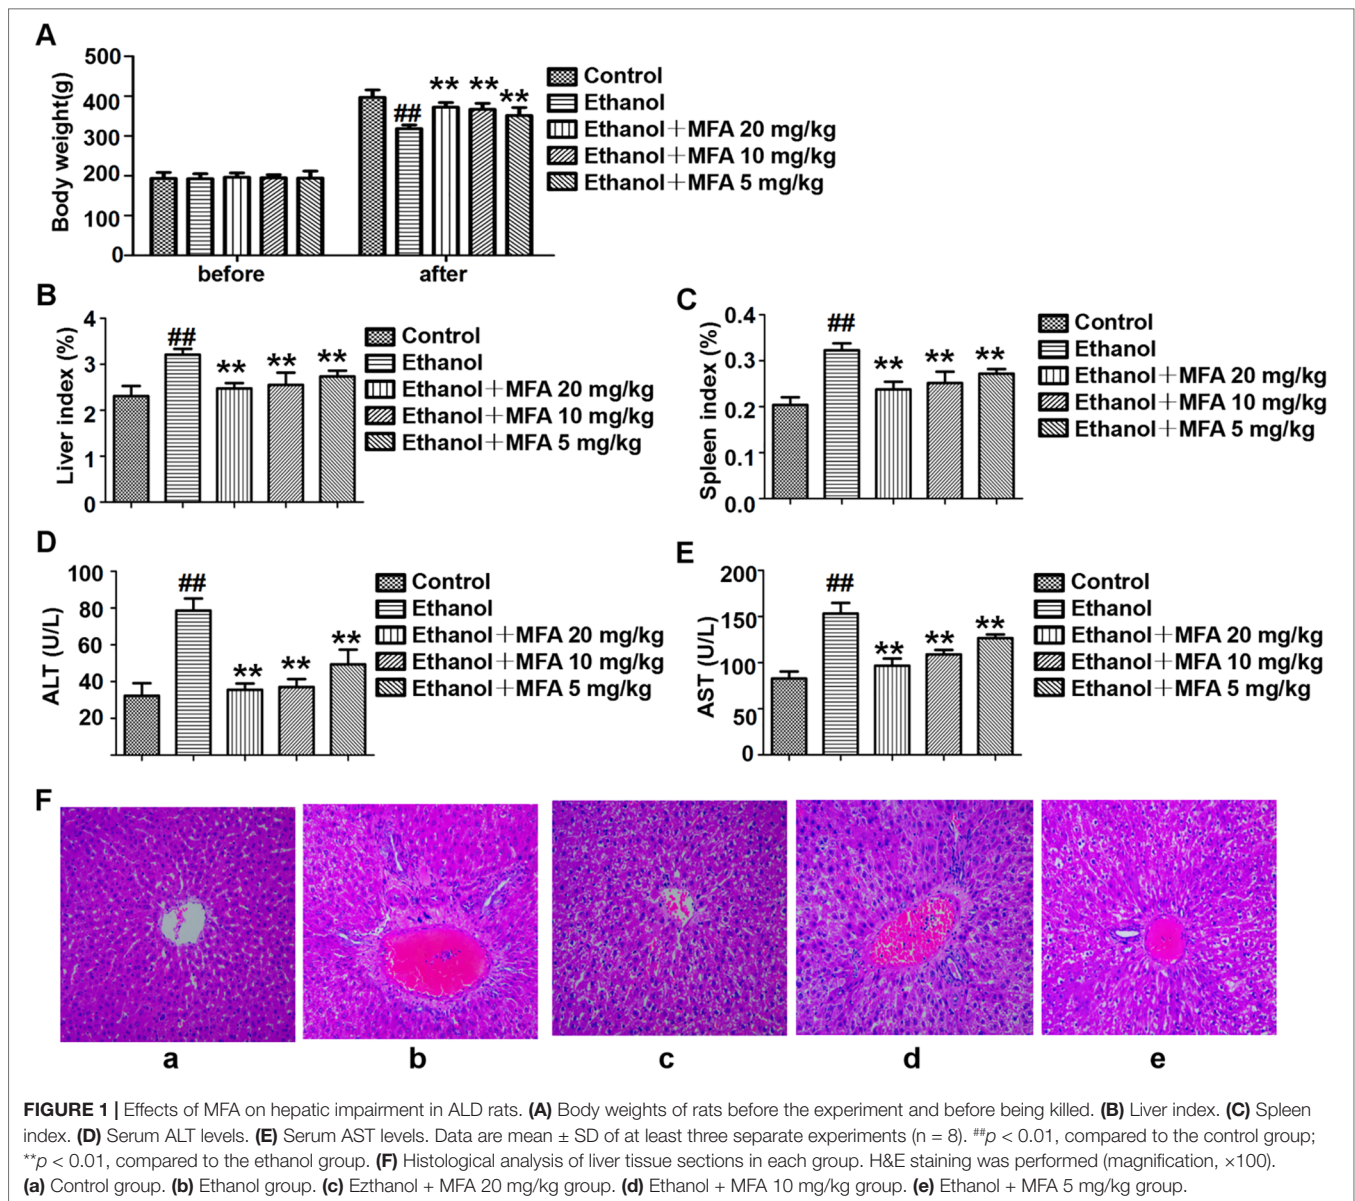 A
Body weight(g)
500
400
300
200
100
0
##
**
**
**
before
after
Control
Ethanol
Ethanol+MFA 20 mg/kg
Ethanol+MFA 10 mg/kg
Ethanol+MFA 5 mg/kg
B
Liver index (%)
4
3
2
1
0
##
**
**
**
Control
Ethanol
Ethanol+MFA 20 mg/kg
Ethanol+MFA 10 mg/kg
Ethanol+MFA 5 mg/kg
C
Spleen index (%)
0.4
0.3
0.2
0.1
0.0
##
**
**
**
Control
Ethanol
Ethanol+MFA 20 mg/kg
Ethanol+MFA 10 mg/kg
Ethanol+MFA 5 mg/kg
D
ALT (U/L)
100
80
60
40
20
##
**
**
**
Control
Ethanol
Ethanol+MFA 20 mg/kg
Ethanol+MFA 10 mg/kg
Ethanol+MFA 5 mg/kg
E
AST (U/L)
200
150
100
50
0
##
**
**
**
Control
Ethanol
Ethanol+MFA 20 mg/kg
Ethanol+MFA 10 mg/kg
Ethanol+MFA 5 mg/kg
F
a b c d e
FIGURE 1 | Effects of MFA on hepatic impairment in ALD rats. (A) Body weights of rats before the experiment and before being killed. (B) Liver index. (C) Spleen
index. (D) Serum ALT levels. (E) Serum AST levels. Data are mean ± SD of at least three separate experiments (n = 8). ##p < 0.01, compared to the control group;
**p < 0.01, compared to the ethanol group. (F) Histological analysis of liver tissue sections in each group. H&E staining was performed (magnification, ×100).
(a) Control group. (b) Ethanol group. (c) Ezthanol + MFA 20 mg/kg group. (d) Ethanol + MFA 10 mg/kg group. (e) Ethanol + MFA 5 mg/kg group.